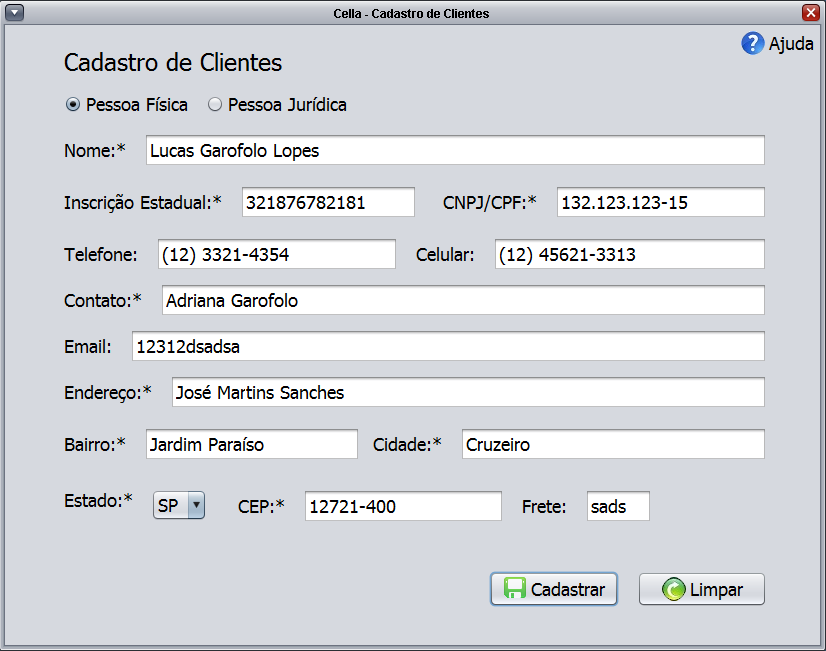 Cella - Cadastro de Clientes
Ajuda
Cadastro de Clientes
Pessoa Física Pessoa Jurídica
Nome:* Lucas Garofolo Lopes
Inscrição Estadual:* 321876782181 CNPJ/CPF:* 132.123.123-15
Telefone: (12) 3321-4354 Celular: (12) 45621-3313
Contato:* Adriana Garofolo
Email: 12312dsadsa
Endereço:* José Martins Sanches
Bairro:* Jardim Paraíso Cidade:* Cruzeiro
Estado:* SP CEP:* 12721-400 Frete: sads
Cadastrar Limpar